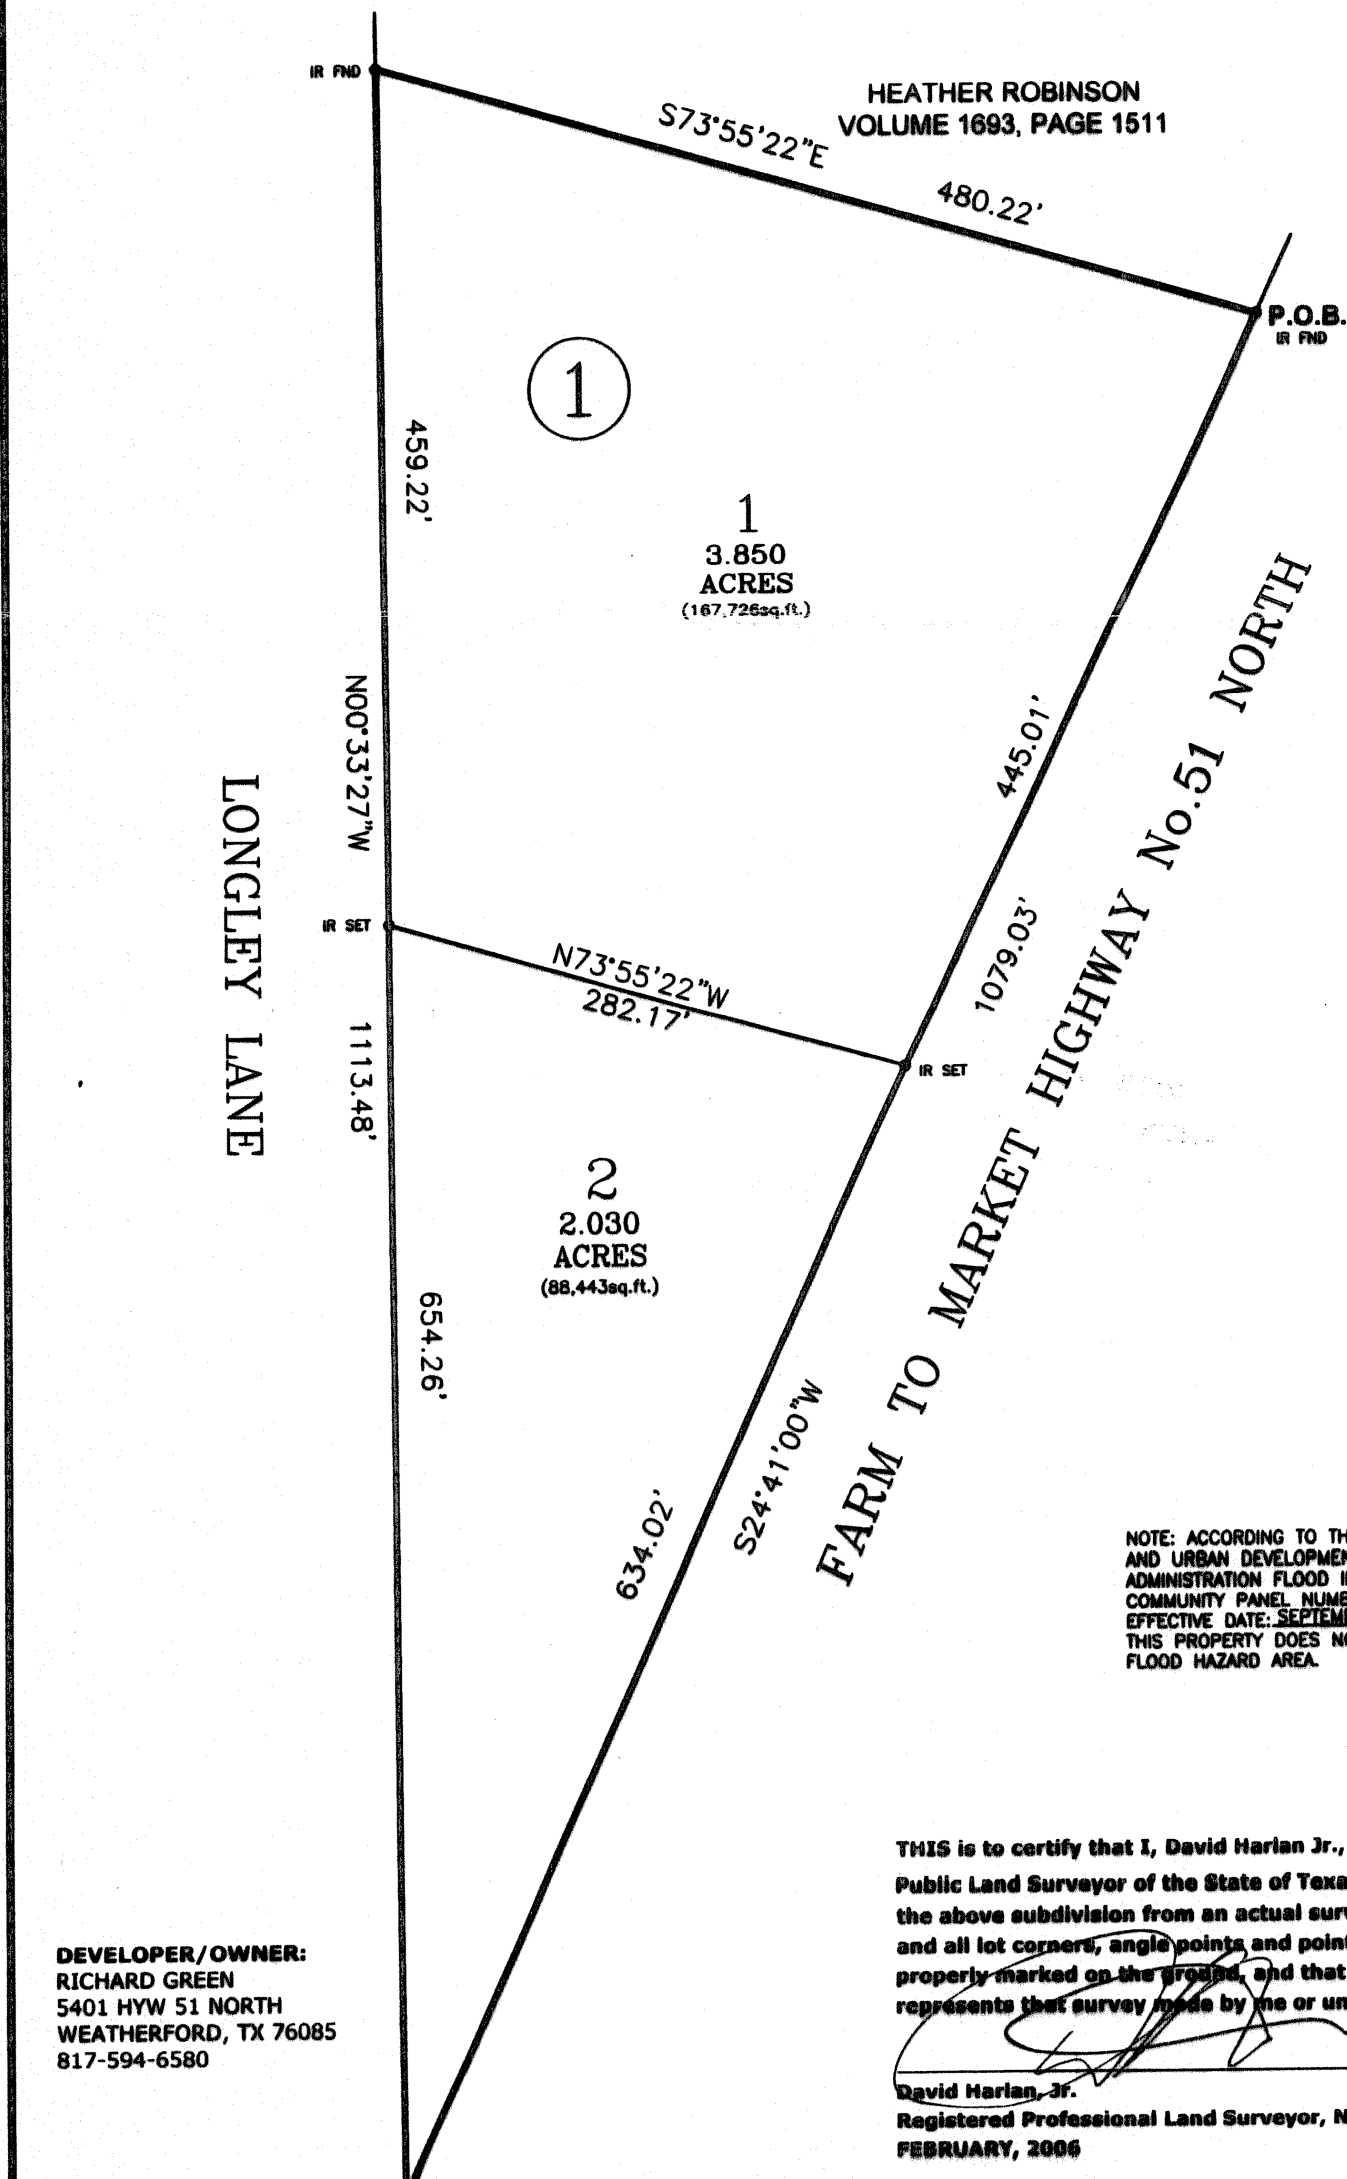 IR FND
HEATHER ROBINSON
VOLUME 1693, PAGE 1511
S73°55'22"E
480.22'
P.O.B.
IR FND
1
459.22'
1
3.850
ACRES
(167,726sq.ft.)
N00°33'27"W
445.01'
LONGLEY LANE
IR SET
N73°55'22"W
282.17'
1079.03'
IR SET
FARM TO MARKET HIGHWAY No.51 NORTH
1113.48'
2
2.030
ACRES
(88,443sq.ft.)
654.26'
S24°41'00"W
634.02'
NOTE: ACCORDING TO TH
AND URBAN DEVELOPMEN
ADMINISTRATION FLOOD I
COMMUNITY PANEL NUMB
EFFECTIVE DATE: SEPTEM
THIS PROPERTY DOES N
FLOOD HAZARD AREA.
THIS is to certify that I, David Harlan Jr.,
Public Land Surveyor of the State of Texa
the above subdivision from an actual surv
and all lot corners, angle points and point
properly marked on the ground, and that
represents that survey made by me or un
David Harlan, Jr.
Registered Professional Land Surveyor, N
FEBRUARY, 2006
DEVELOPER/OWNER:
RICHARD GREEN
5401 HYW 51 NORTH
WEATHERFORD, TX 76085
817-594-6580